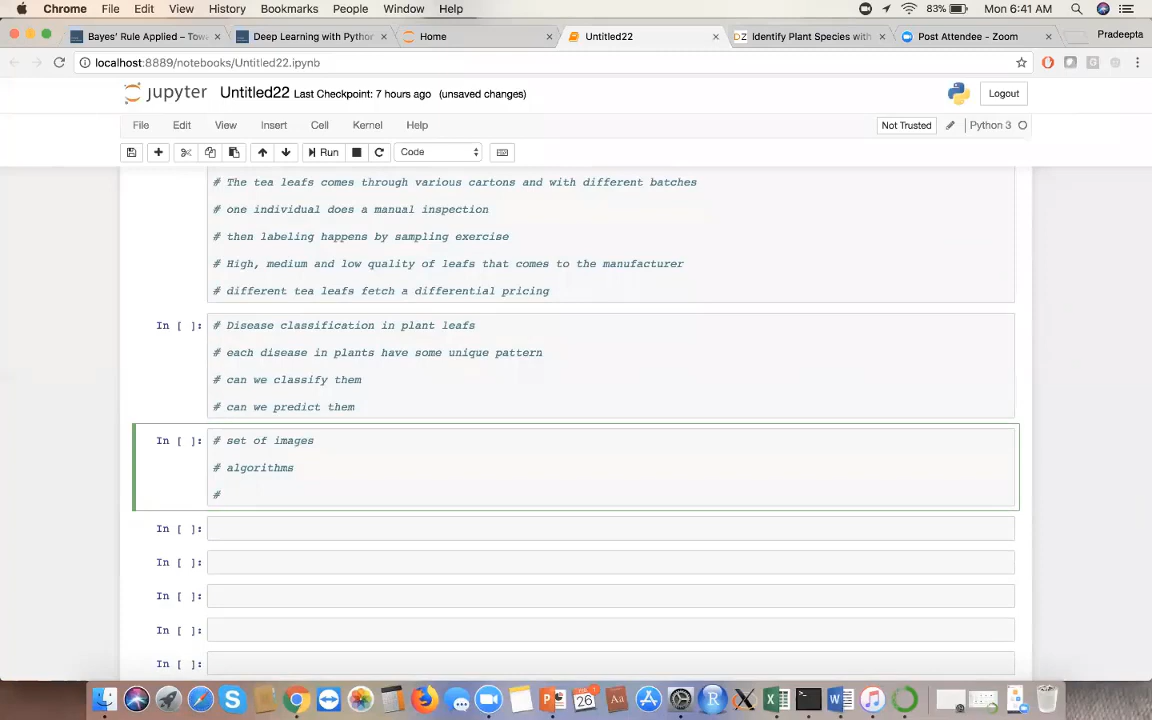 Chrome File Edit View History Bookmarks People Window Help 83% Mon 6:41 AM
Bayes' Rule Applied – Tow × Deep Learning with Python × Home × Untitled22 × Identify Plant Species with × Post Attendee - Zoom × Pradeepta
localhost:8889/notebooks/Untitled22.ipynb
jupyter Untitled22 Last Checkpoint: 7 hours ago (unsaved changes) Logout
File Edit View Insert Cell Kernel Help Not Trusted Python 3
Run Code
# The tea leafs comes through various cartons and with different batches
# one individual does a manual inspection
# then labeling happens by sampling exercise
# High, medium and low quality of leafs that comes to the manufacturer
# different tea leafs fetch a differential pricing
In [ ]: # Disease classification in plant leafs
# each disease in plants have some unique pattern
# can we classify them
# can we predict them
In [ ]: # set of images
# algorithms
#
In [ ]:
In [ ]:
In [ ]:
In [ ]:
In [ ]: